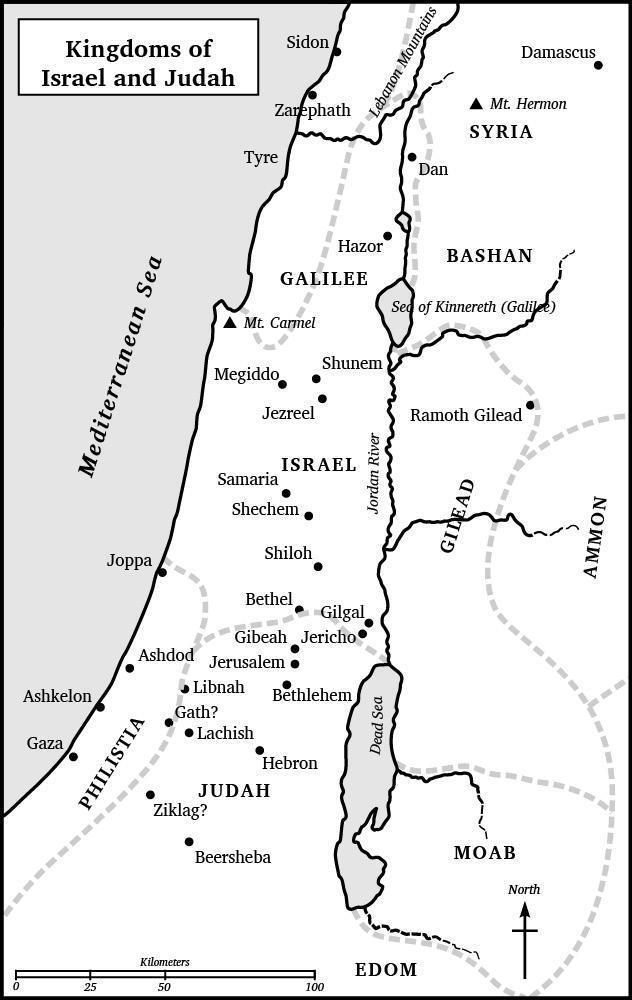 Kingdoms of
Israel and Judah
Sidon
Damascus
Lebanon Mountains
Zarephath
Mt. Hermon
SYRIA
Tyre
Dan
Hazor
BASHAN
GALILEE
Sea of Kinnereth (Galilee)
Mediterranean Sea
Mt. Carmel
Shunem
Megiddo
Jezreel
Ramoth Gilead
ISRAEL
Jordan River
Samaria
Shechem
GILEAD
AMMON
Shiloh
Joppa
Bethel
Gilgal
Gibeah
Jericho
Ashdod
Jerusalem
Libnah
Bethlehem
Ashkelon
Gath?
Dead Sea
Lachish
Gaza
PHILISTIA
Hebron
JUDAH
Ziklag?
Beersheba
MOAB
North
Kilometers
EDOM
0 25 50 100